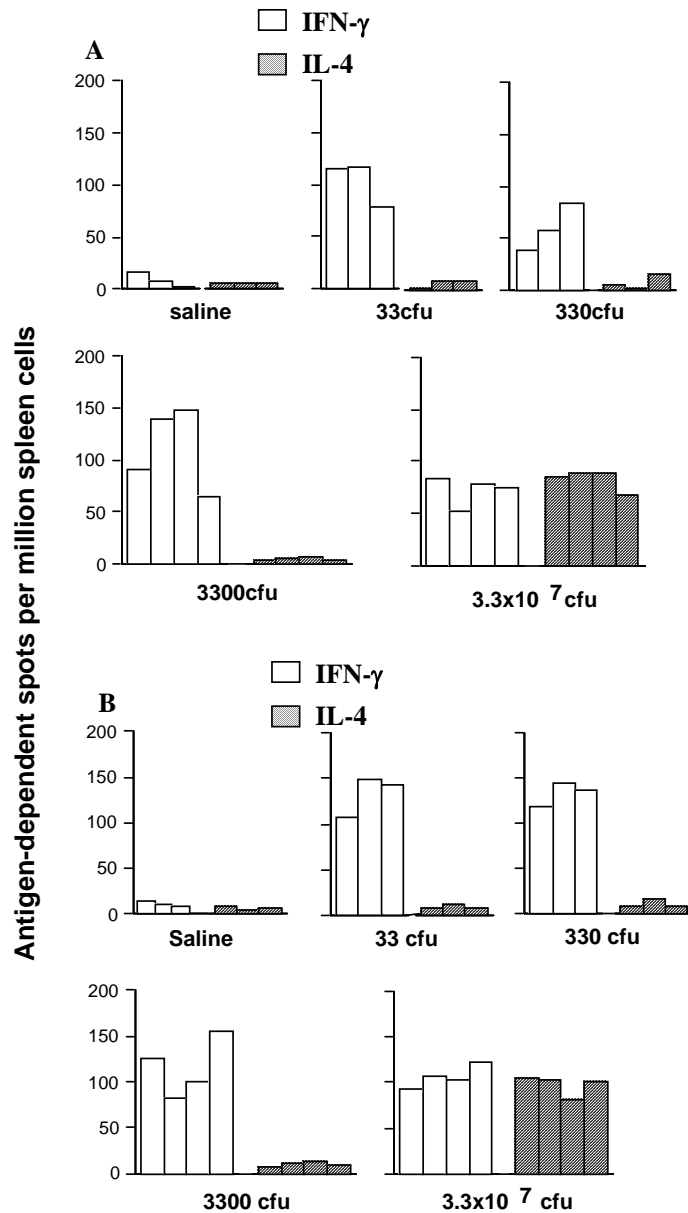 IFN-γ
A
IL-4
200
150
100
50
0
saline
33cfu
330cfu
200
150
100
50
0
3300cfu
3.3x10 7 cfu
Antigen-dependent spots per million spleen cells
IFN-γ
B
IL-4
200
150
100
50
0
Saline
33 cfu
330 cfu
200
150
100
50
0
3300 cfu
3.3x10 7 cfu